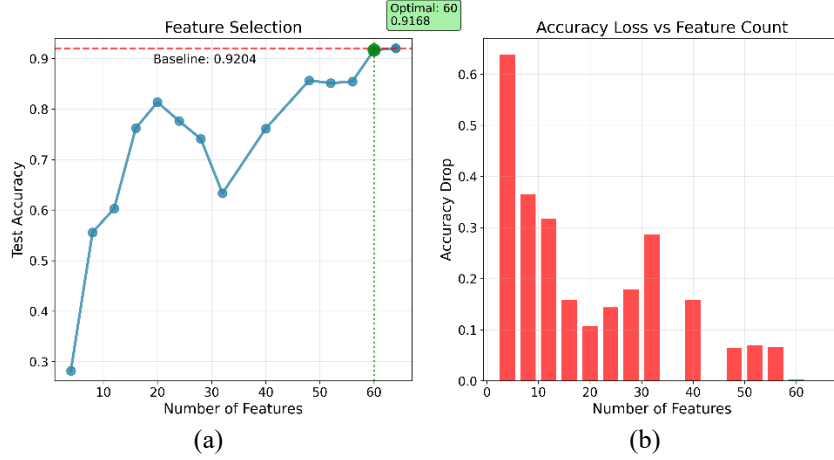 Optimal: 60
0.9168
Feature Selection
Baseline: 0.9204
Test Accuracy
0.9
0.8
0.7
0.6
0.5
0.4
0.3
10 20 30 40 50 60
Number of Features
(a)
Accuracy Loss vs Feature Count
Accuracy Drop
0.6
0.5
0.4
0.3
0.2
0.1
0.0
0 10 20 30 40 50 60
Number of Features
(b)